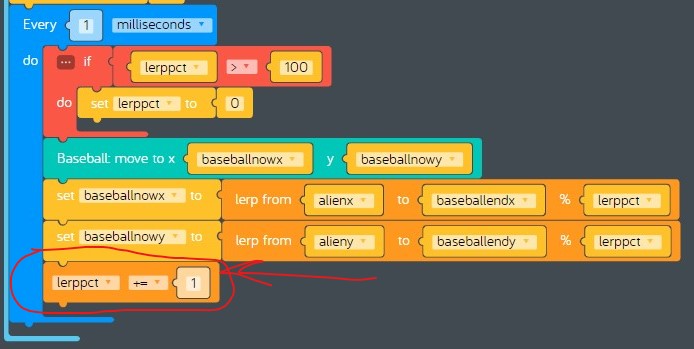 Every 1 milliseconds
do ... if lerppct > 100
do set lerppct to 0
Baseball: move to x baseballnowx y baseballnowy
set baseballnowx to lerp from alienx to baseballendx % lerppct
set baseballnowy to lerp from alieny to baseballendy % lerppct
lerppct += 1